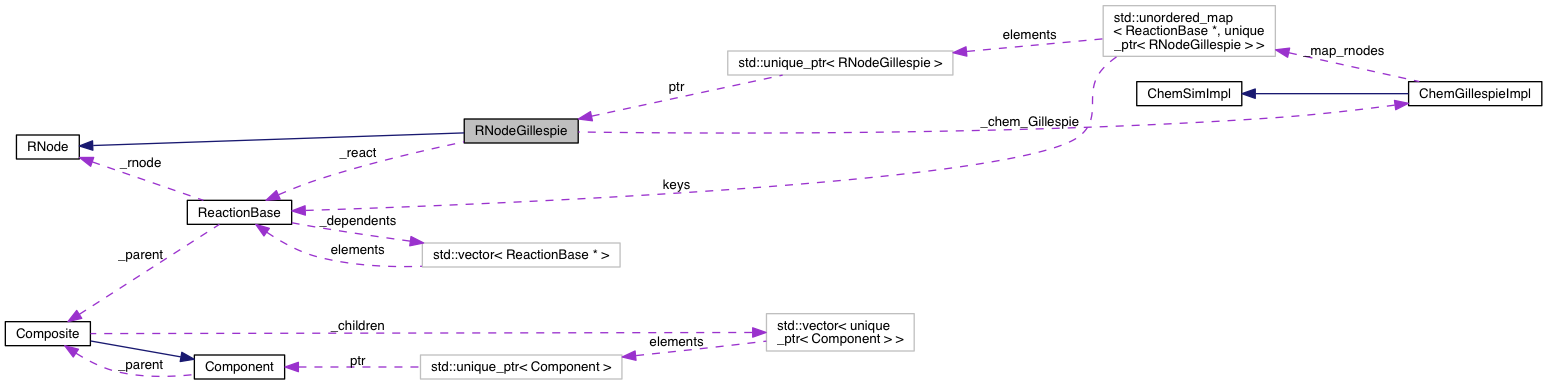 std::unordered_map
< ReactionBase *, unique
_ptr< RNodeGillespie > >
elements
_map_rnodes
std::unique_ptr< RNodeGillespie >
ptr
ChemSimImpl
ChemGillespieImpl
RNodeGillespie
_chem_Gillespie
RNode
_react
_rnode
keys
ReactionBase
_dependents
elements
std::vector< ReactionBase * >
_parent
Composite
_children
std::vector< unique
_ptr< Component > >
elements
_parent
Component
ptr
std::unique_ptr< Component >